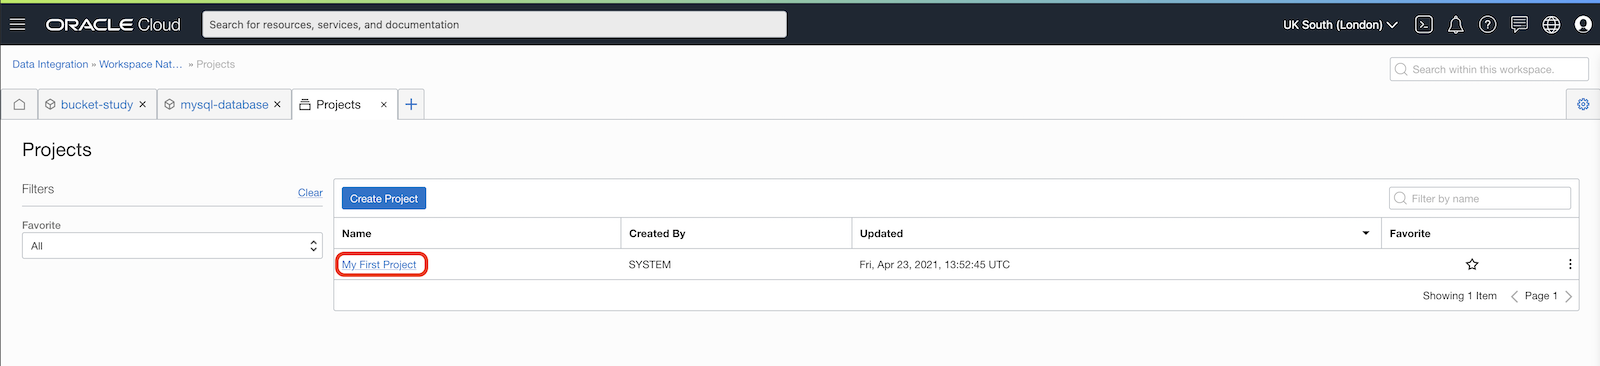 ORACLE Cloud Search for resources, services, and documentation UK South (London)
Data Integration » Workspace Nat... » Projects Search within this workspace.
bucket-study × mysql-database × Projects × +
Projects
Filters Clear
Favorite
All
Create Project Filter by name
Name Created By Updated Favorite
My First Project SYSTEM Fri, Apr 23, 2021, 13:52:45 UTC
Showing 1 Item Page 1